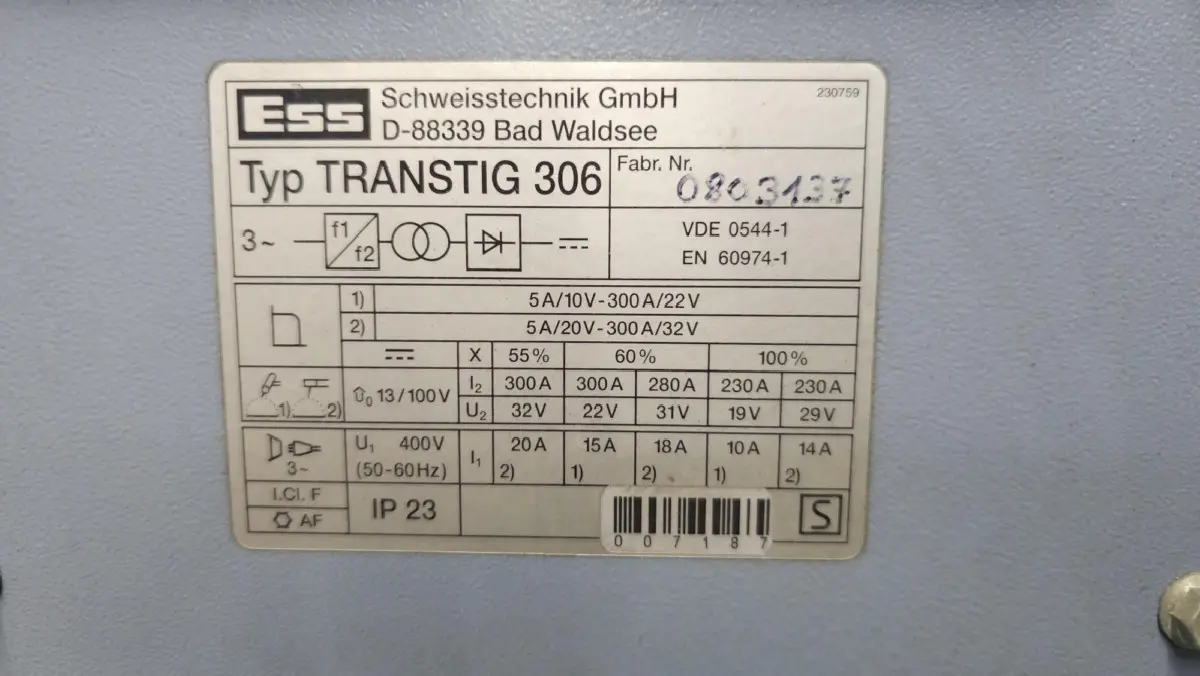 Ess Schweisstechnik GmbH 230759
D-88339 Bad Waldsee
Typ TRANSTIG 306 Fabr. Nr. 0803137
3~ f1 f2 VDE 0544-1
EN 60974-1
1) 5A/10V-300A/22V
2) 5A/20V-300A/32V
X 55% 60% 100%
1) 2) U0 13/100V I2 300A 300A 280A 230A 230A
U2 32V 22V 31V 19V 29V
3~ U1 400V (50-60Hz) I1 20A 15A 18A 10A 14A
2) 1) 2) 1) 2)
I.Cl. F IP 23 S
AF
007187